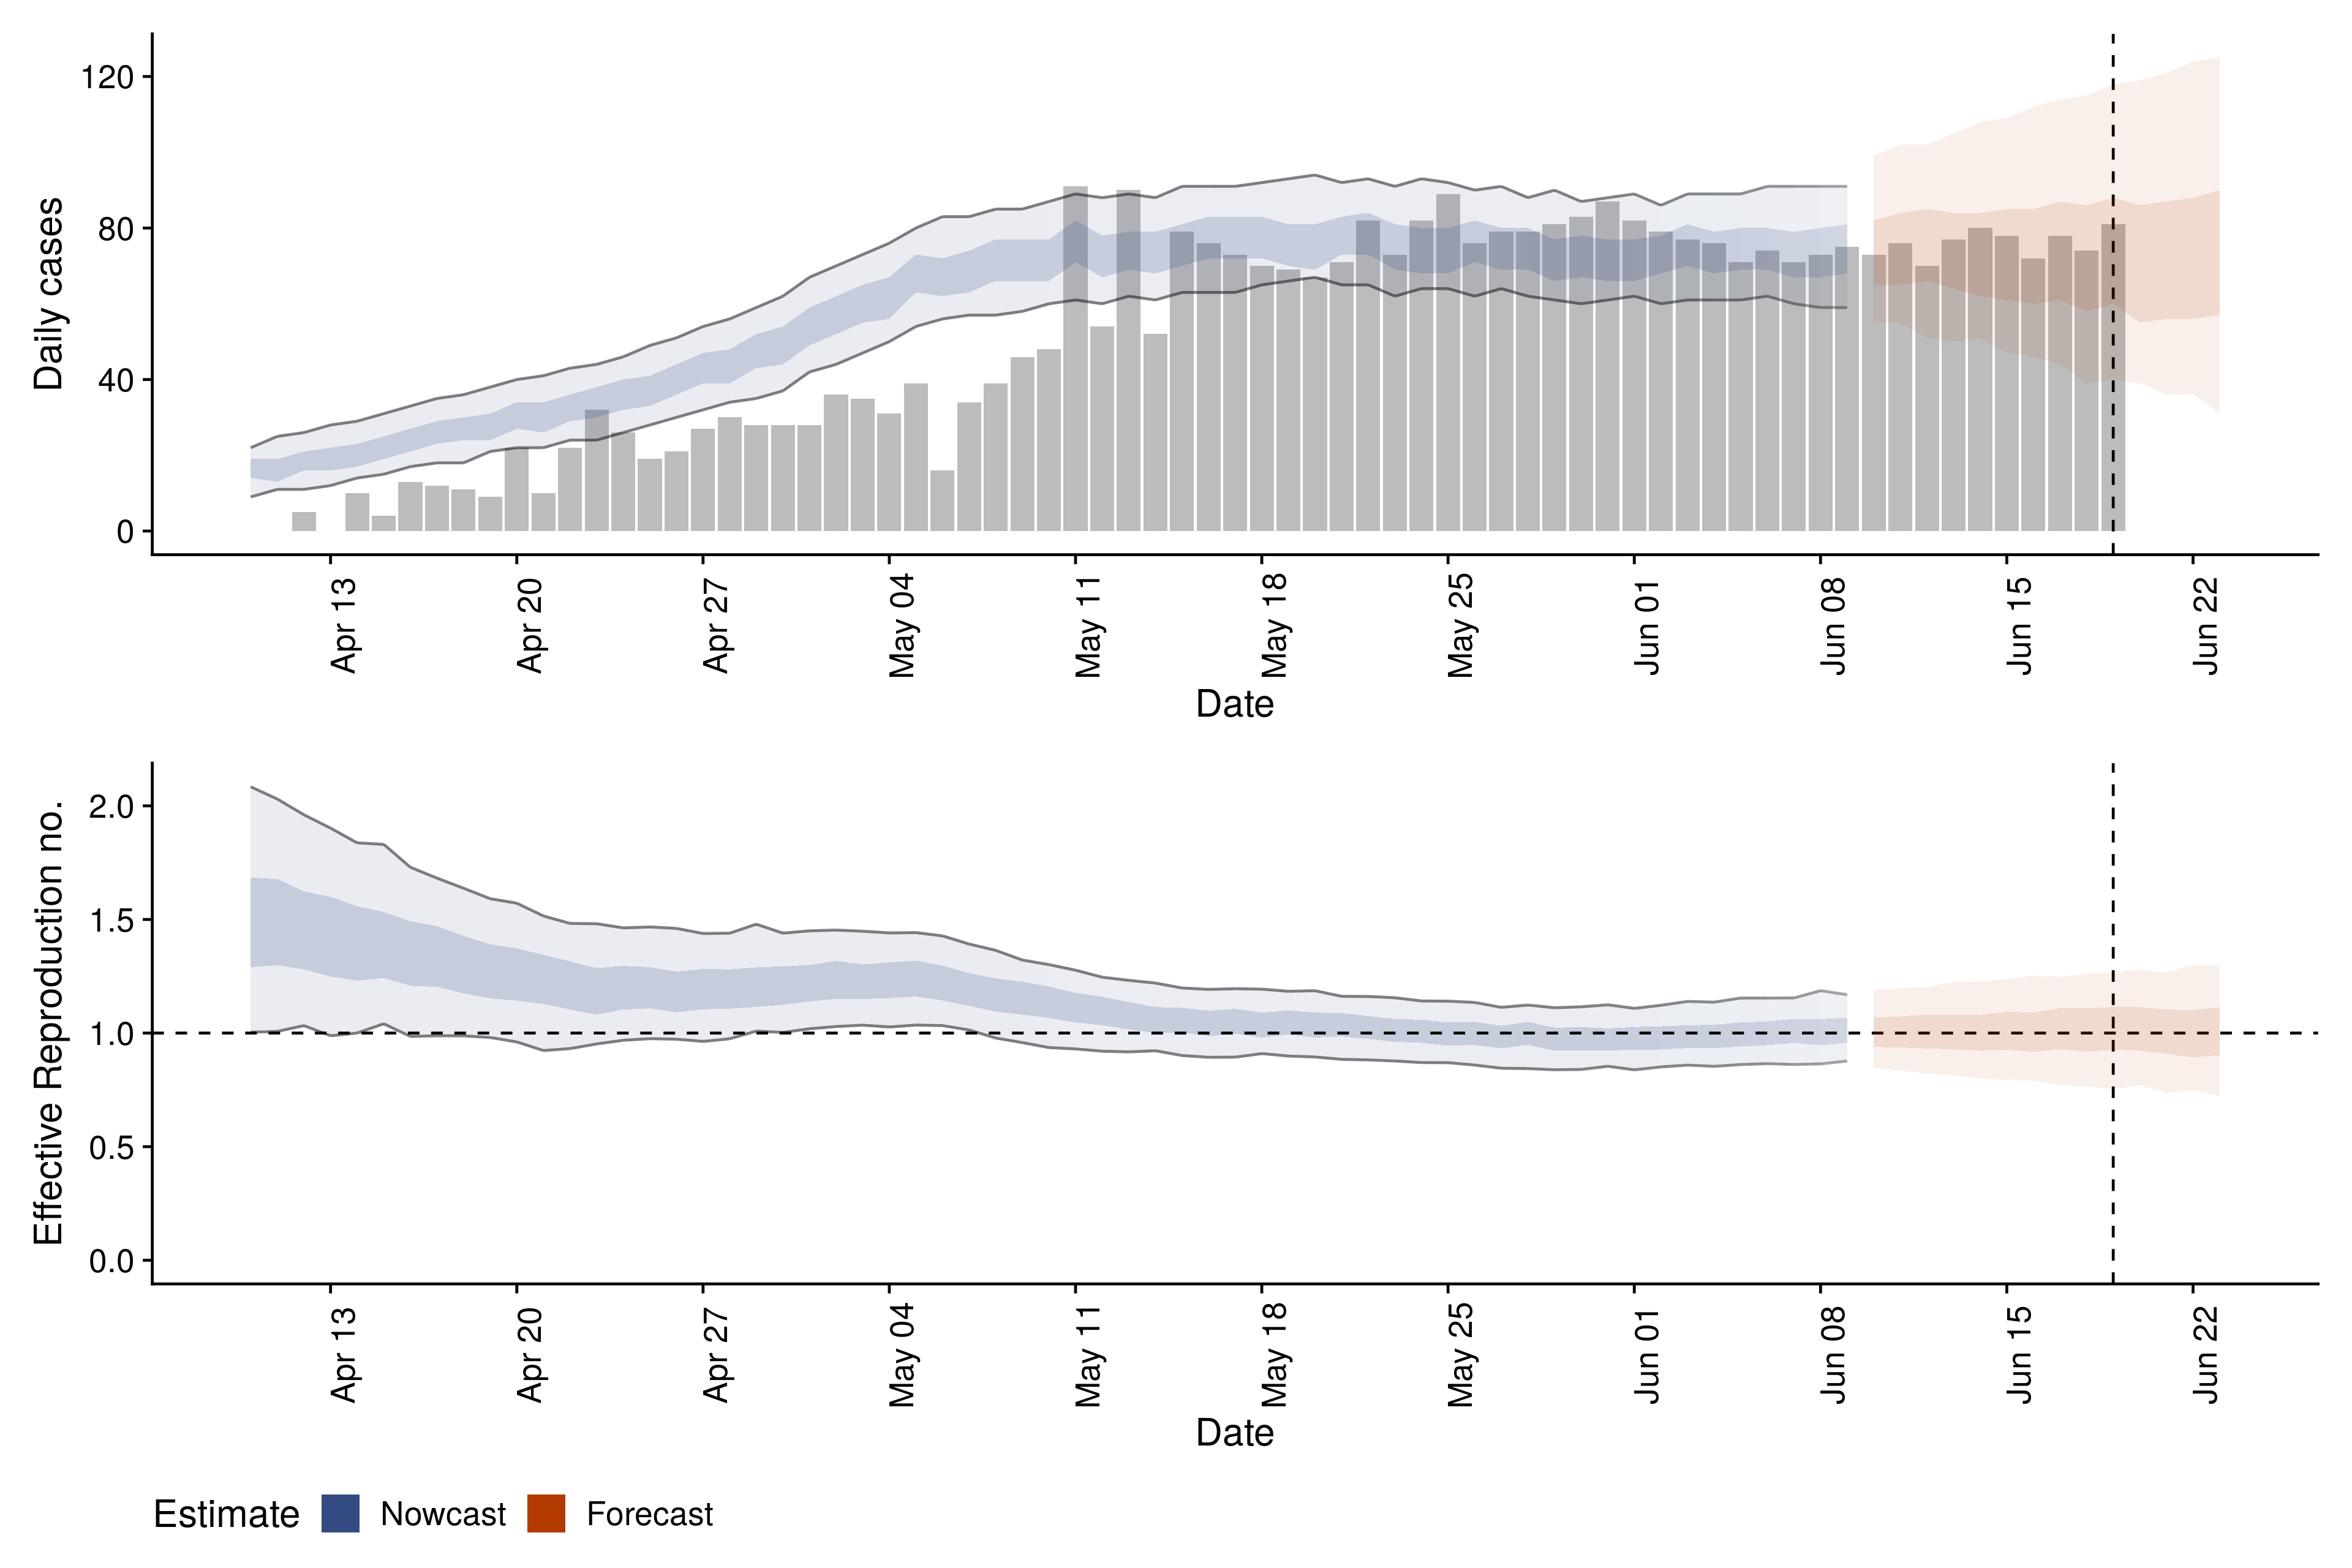 Daily cases
120
80
40
0
Apr 13
Apr 20
Apr 27
May 04
May 11
May 18
May 25
Jun 01
Jun 08
Jun 15
Jun 22
Date
Effective Reproduction no.
2.0
1.5
1.0
0.5
0.0
Apr 13
Apr 20
Apr 27
May 04
May 11
May 18
May 25
Jun 01
Jun 08
Jun 15
Jun 22
Date
Estimate Nowcast Forecast